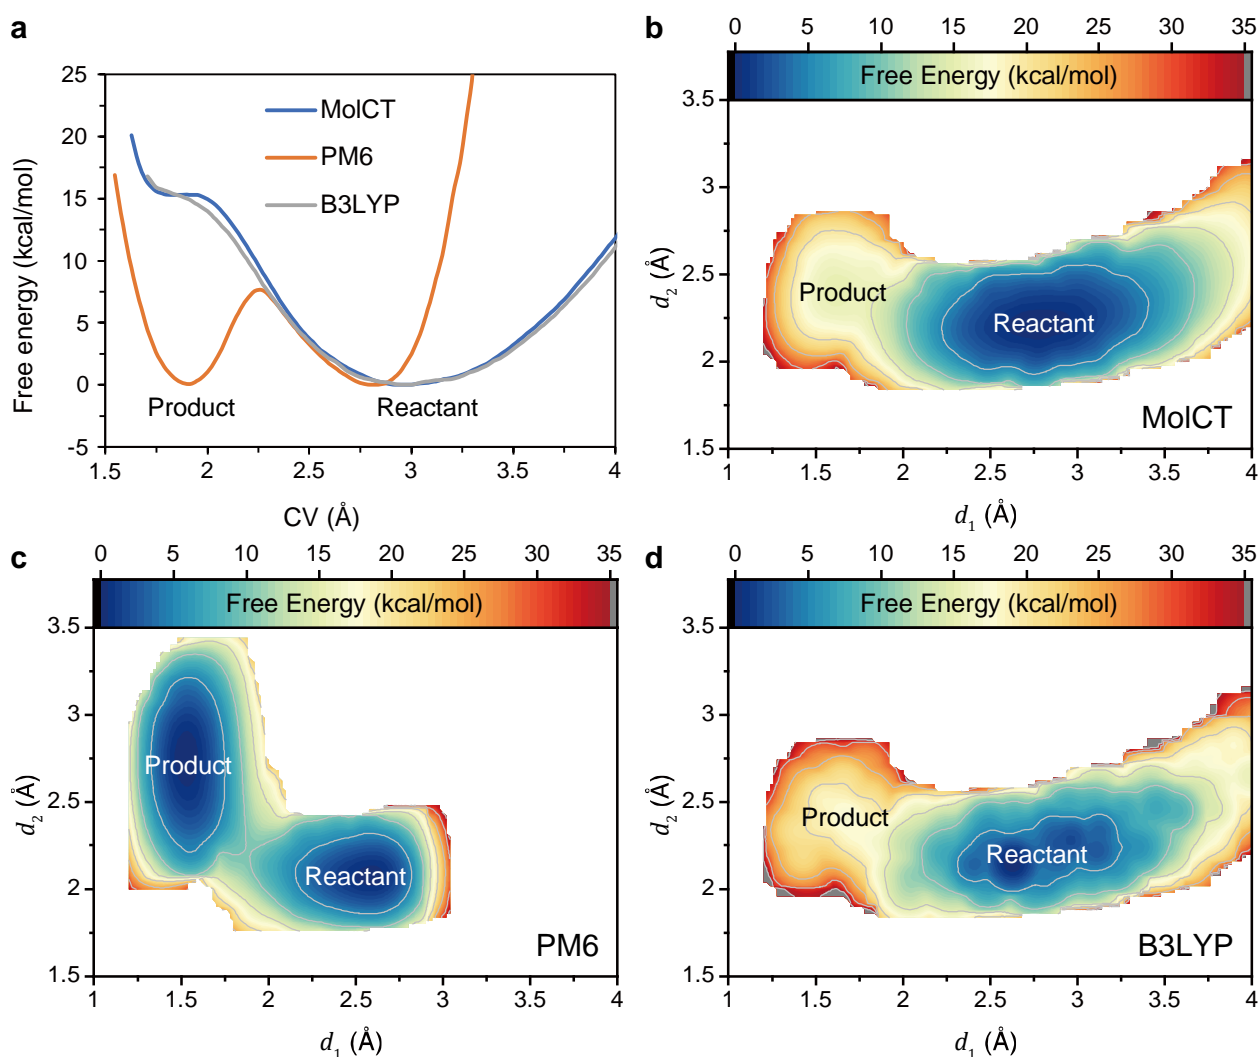 a
Free energy (kcal/mol)
25
20
15
10
5
0
-5
MolCT
PM6
B3LYP
Product
Reactant
1.5 2 2.5 3 3.5 4
CV (Å)
b
0 5 10 15 20 25 30 35
Free Energy (kcal/mol)
3.5
3
2.5
2
1.5
d₂ (Å)
Product
Reactant
MolCT
1 1.5 2 2.5 3 3.5 4
d₁ (Å)
c
0 5 10 15 20 25 30 35
Free Energy (kcal/mol)
3.5
3
2.5
2
1.5
d₂ (Å)
Product
Reactant
PM6
1 1.5 2 2.5 3 3.5 4
d₁ (Å)
d
0 5 10 15 20 25 30 35
Free Energy (kcal/mol)
3.5
3
2.5
2
1.5
d₂ (Å)
Product
Reactant
B3LYP
1 1.5 2 2.5 3 3.5 4
d₁ (Å)